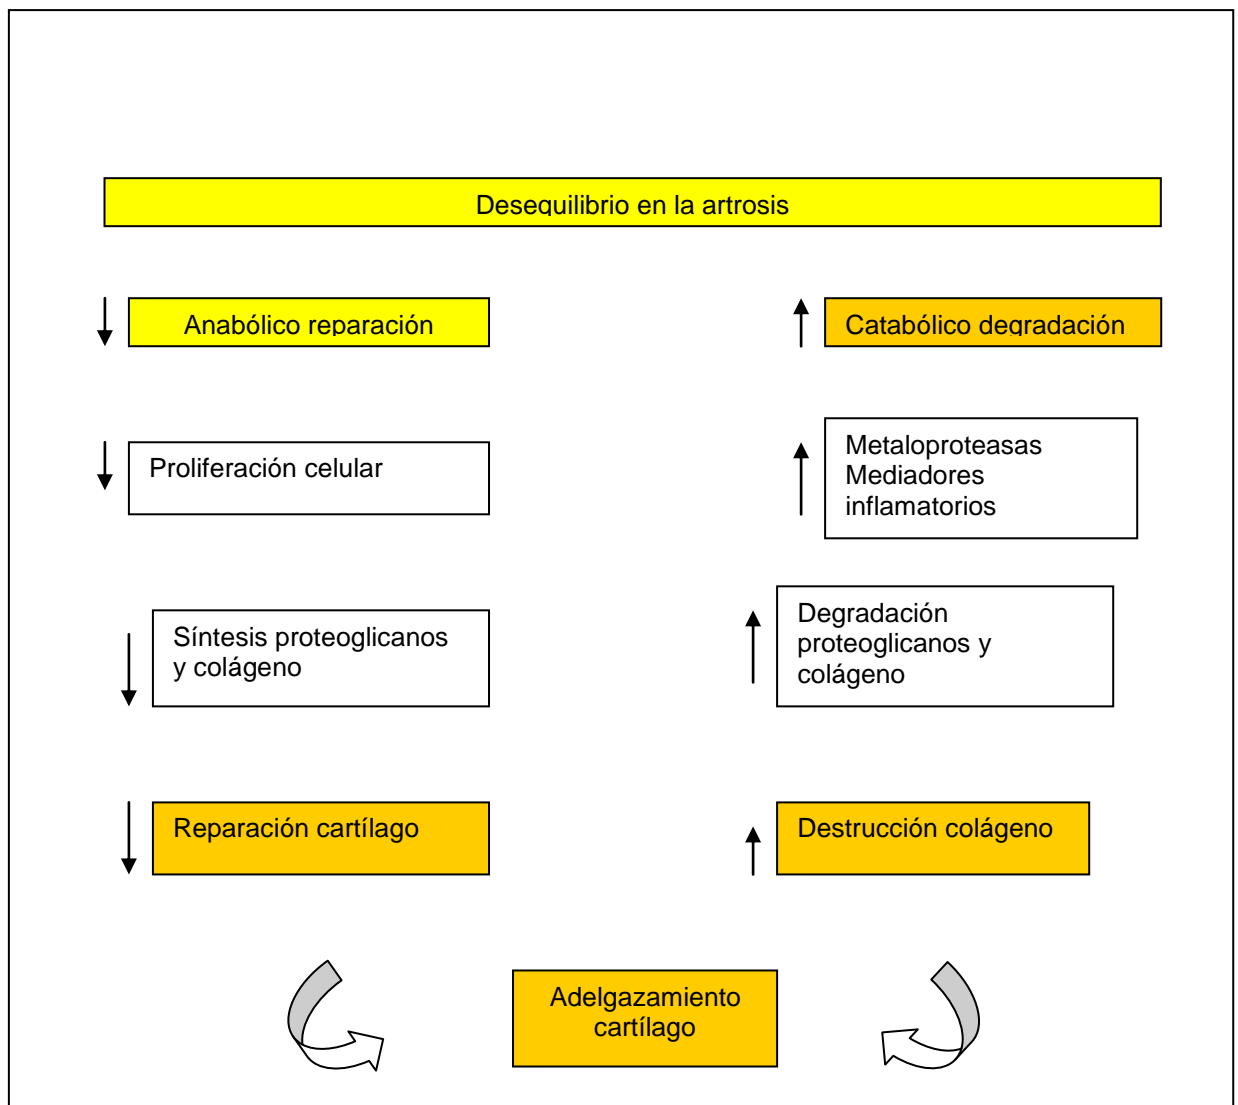 Desequilibrio en la artrosis
Anabólico reparación
Catabólico degradación
Proliferación celular
Metaloproteasas
Mediadores
inflamatorios
Síntesis proteoglicanos
y colágeno
Degradación
proteoglicanos y
colágeno
Reparación cartílago
Destrucción colágeno
Adelgazamiento
cartílago